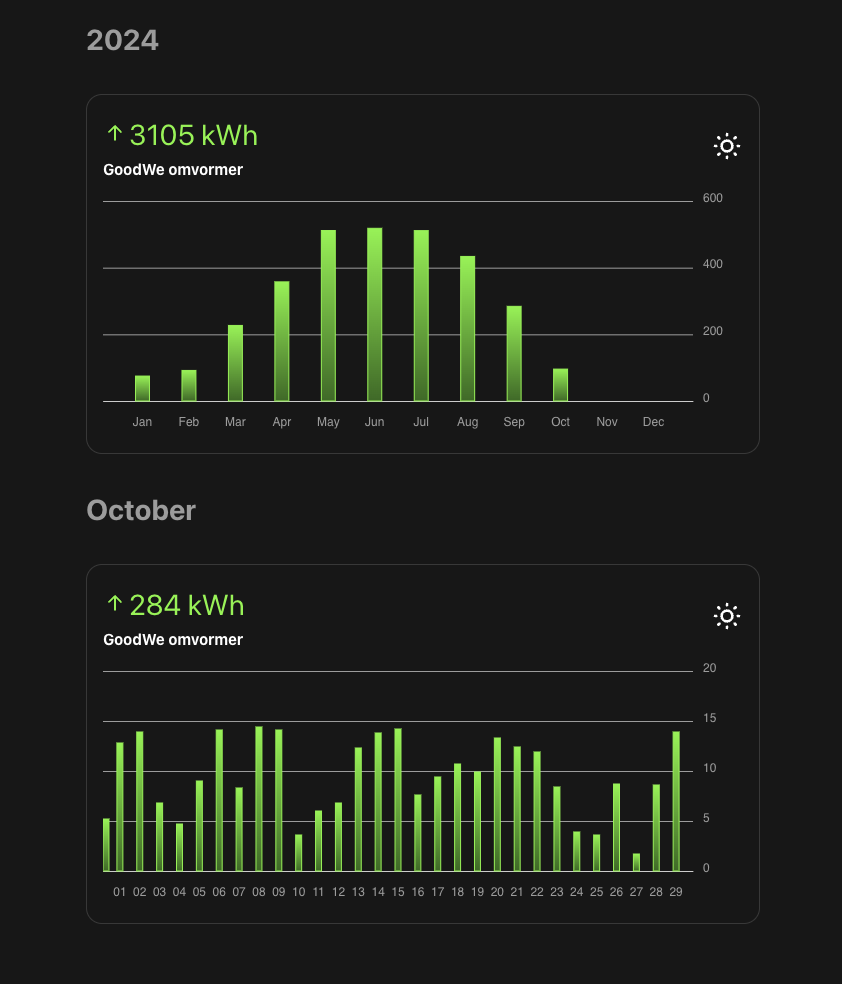 2024
↑ 3105 kWh
GoodWe omvormer
600
400
200
0
Jan Feb Mar Apr May Jun Jul Aug Sep Oct Nov Dec
October
↑ 284 kWh
GoodWe omvormer
20
15
10
5
0
01 02 03 04 05 06 07 08 09 10 11 12 13 14 15 16 17 18 19 20 21 22 23 24 25 26 27 28 29